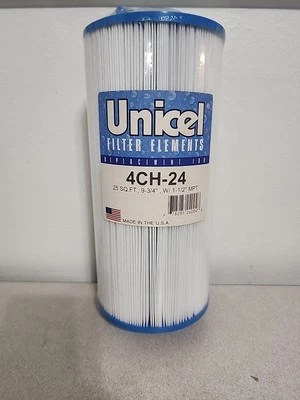 Unicel
FILTER ELEMENTS
REPLACEMENT FOR:
4CH-24
25 SQ FT., 9-3/4" , W/ 1-1/2" MPT
MADE IN THE U.S.A.